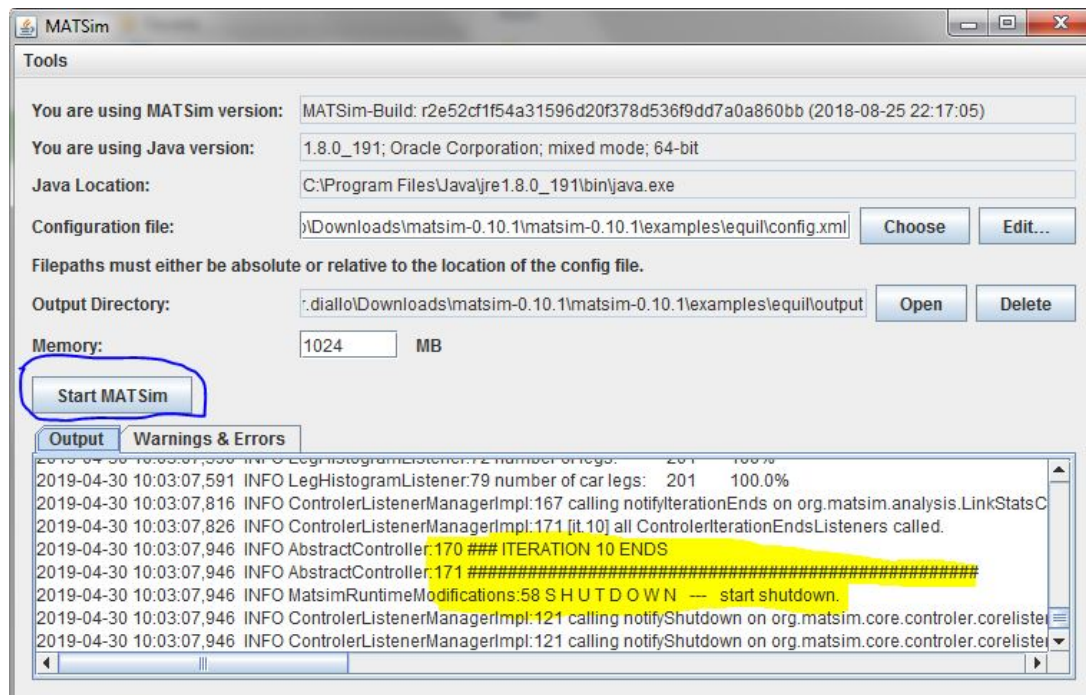 MATSim
Tools
You are using MATSim version: MATSim-Build: r2e52cf1f54a31596d20f378d536f9dd7a0a860bb (2018-08-25 22:17:05)
You are using Java version: 1.8.0_191; Oracle Corporation; mixed mode; 64-bit
Java Location: C:\Program Files\Java\jre1.8.0_191\bin\java.exe
Configuration file: )\Downloads\matsim-0.10.1\matsim-0.10.1\examples\equil\config.xml Choose Edit...
Filepaths must either be absolute or relative to the location of the config file.
Output Directory: r.diallo\Downloads\matsim-0.10.1\matsim-0.10.1\examples\equil\output Open Delete
Memory: 1024 MB
Start MATSim
Output Warnings & Errors
INFO LegHistogramListener:72 number of legs: 201 100%
2019-04-30 10:03:07,591 INFO LegHistogramListener:79 number of car legs: 201 100.0%
2019-04-30 10:03:07,816 INFO ControlerListenerManagerImpl:167 calling notifyIterationEnds on org.matsim.analysis.LinkStatsC
2019-04-30 10:03:07,826 INFO ControlerListenerManagerImpl:171 [it.10] all ControlerIterationEndsListeners called.
2019-04-30 10:03:07,946 INFO AbstractController:170 ### ITERATION 10 ENDS
2019-04-30 10:03:07,946 INFO AbstractController:171 ###################################################
2019-04-30 10:03:07,946 INFO MatsimRuntimeModifications:58 S H U T D O W N --- start shutdown.
2019-04-30 10:03:07,946 INFO ControlerListenerManagerImpl:121 calling notifyShutdown on org.matsim.core.controler.corelister
2019-04-30 10:03:07,946 INFO ControlerListenerManagerImpl:121 calling notifyShutdown on org.matsim.core.controler.corelister